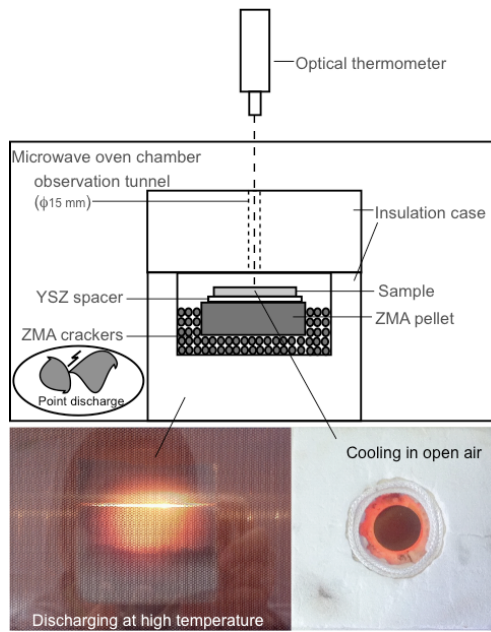 Optical thermometer
Microwave oven chamber
observation tunnel
(ϕ15 mm)
Insulation case
YSZ spacer
Sample
ZMA pellet
ZMA crackers
Point discharge
Cooling in open air
Discharging at high temperature